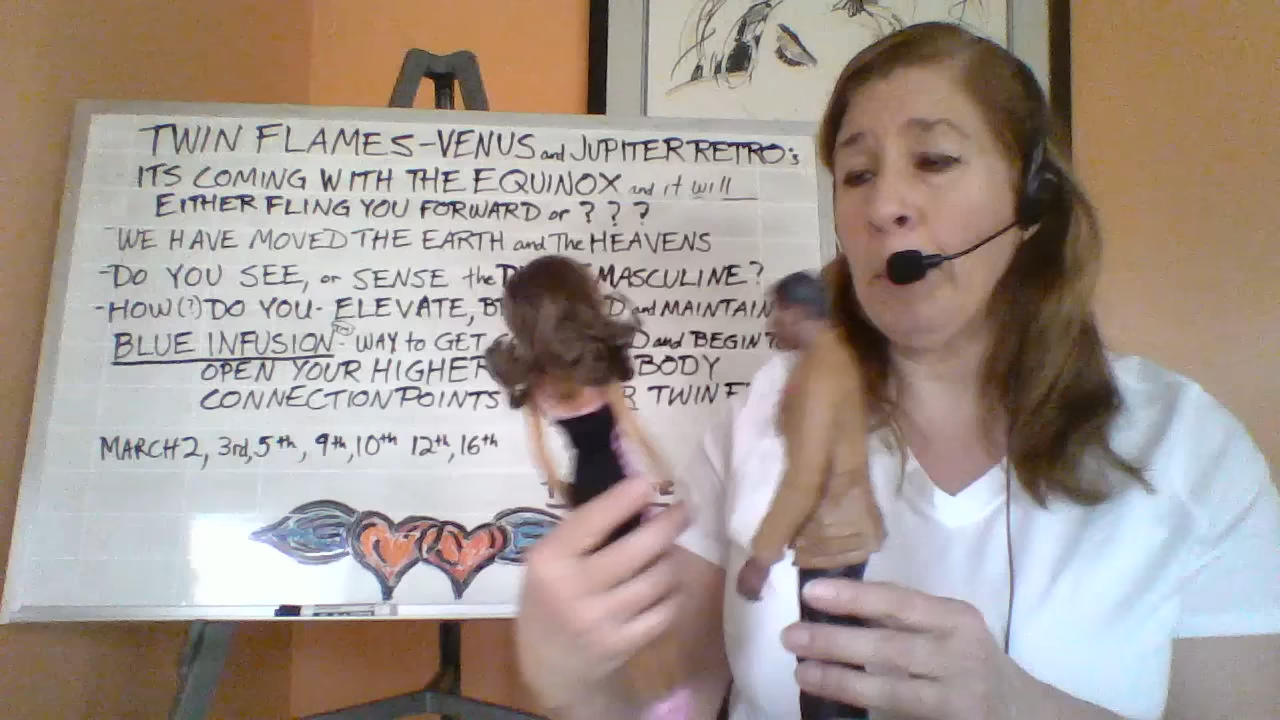 TWIN FLAMES-VENUS and JUPITER RETRO's
ITS COMING WITH THE EQUINOX and it will
EITHER FLING YOU FORWARD or ? ? ?
WE HAVE MOVED THE EARTH and The HEAVENS
-DO YOU SEE, or SENSE the MASCULINE?
-HOW(?) DO YOU- ELEVATE, and MAINTAIN
BLUE INFUSION - WAY to GET and BEGIN
OPEN YOUR HIGHER BODY
CONNECTION POINTS TWIN
MARCH 2, 3rd, 5th, 9th, 10th 12th, 16th